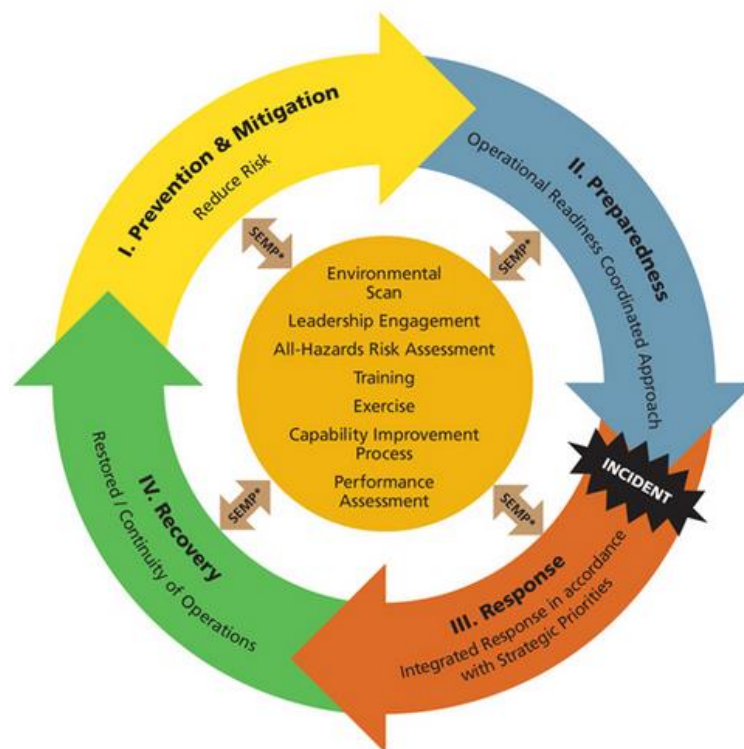 I. Prevention & Mitigation
Reduce Risk
II. Preparedness
Operational Readiness Coordinated Approach
INCIDENT
III. Response
Integrated Response in accordance
with Strategic Priorities
IV. Recovery
Restored / Continuity of Operations
SEMP*
SEMP*
SEMP*
SEMP*
Environmental
Scan
Leadership Engagement
All-Hazards Risk Assessment
Training
Exercise
Capability Improvement
Process
Performance
Assessment